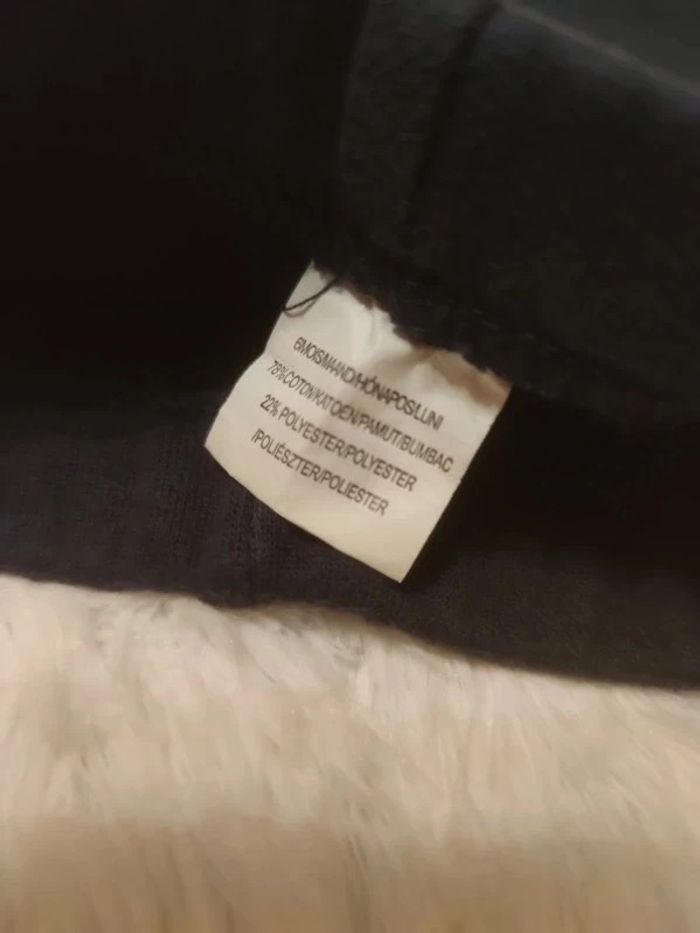 6MOIS/MAAND/HÓNAPOS/LUNI
78%COTON/KATOEN/PAMUT/BUMBAC
22% POLYESTER/POLYESTER
/POLIÉSZTER/POLIESTER